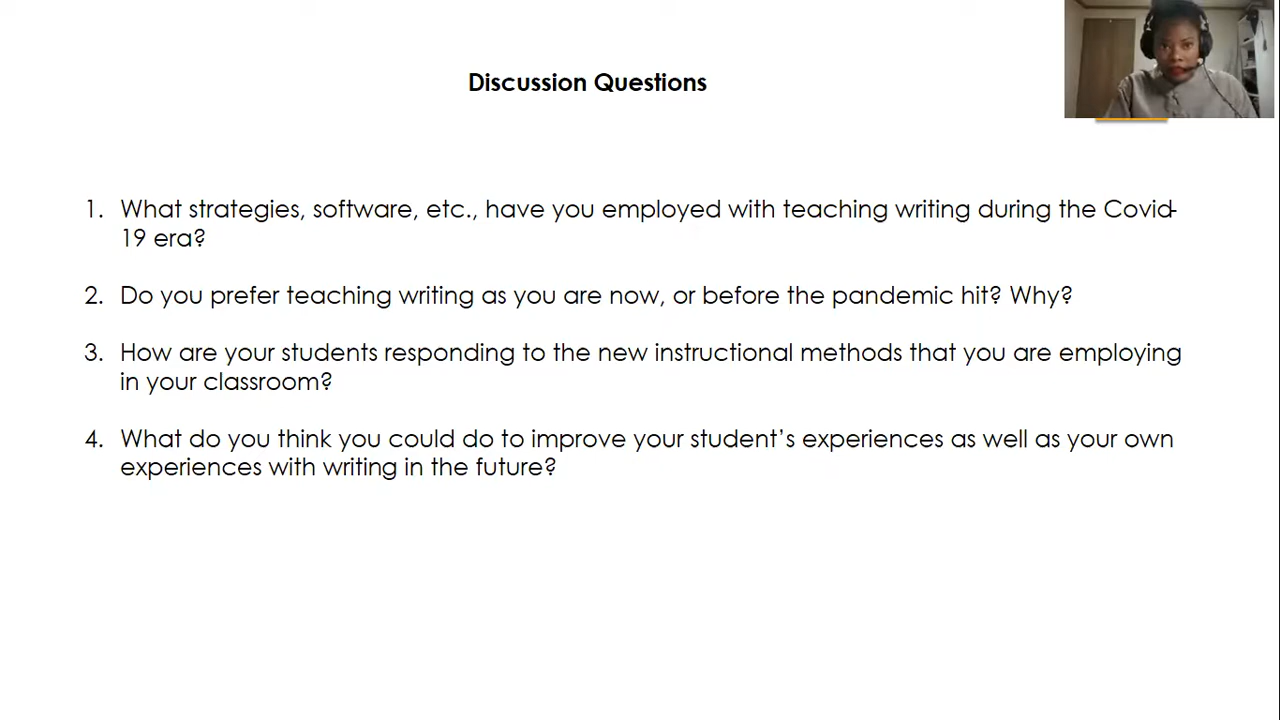 Discussion Questions
1. What strategies, software, etc., have you employed with teaching writing during the Covid-
19 era?
2. Do you prefer teaching writing as you are now, or before the pandemic hit? Why?
3. How are your students responding to the new instructional methods that you are employing
in your classroom?
4. What do you think you could do to improve your student’s experiences as well as your own
experiences with writing in the future?